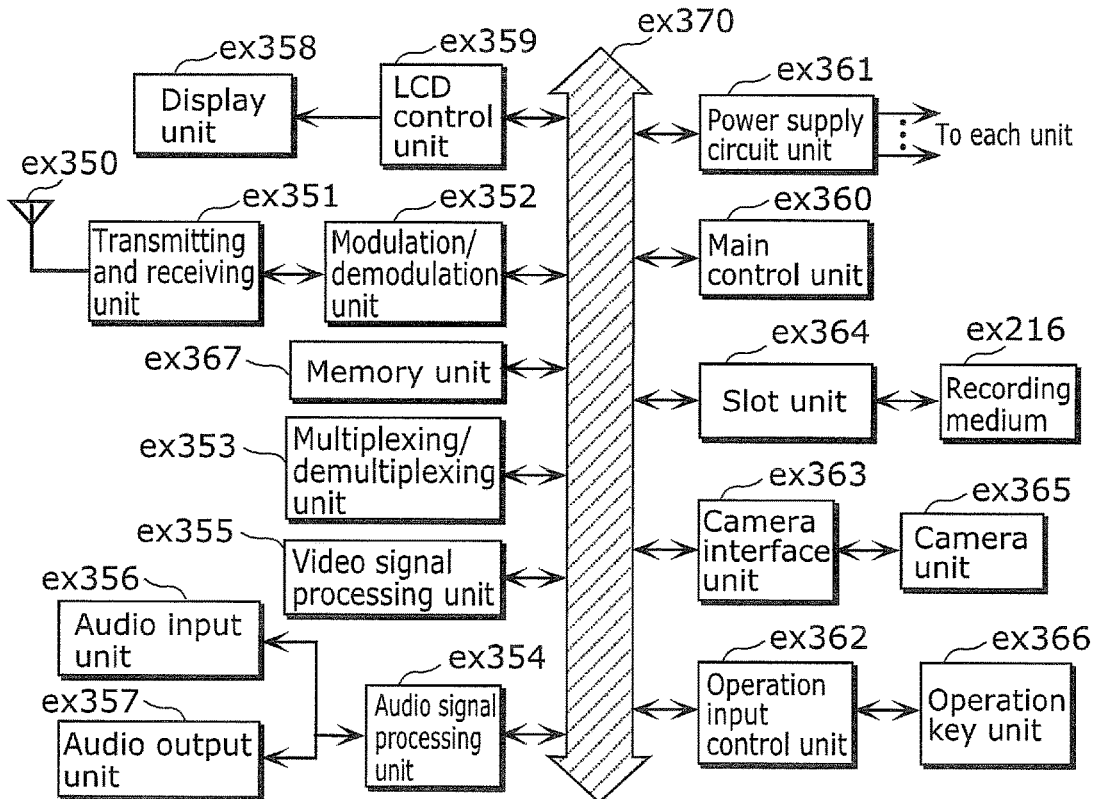 ex370
ex358
ex359
ex361
Display
unit
LCD
control
unit
Power supply
circuit unit
To each unit
ex350
ex351
ex352
ex360
Transmitting
and receiving
unit
Modulation/
demodulation
unit
Main
control unit
ex367
Memory unit
ex364
ex216
Slot unit
Recording
medium
ex353
Multiplexing/
demultiplexing
unit
ex363
ex365
Camera
interface
unit
Camera
unit
ex355
Video signal
processing unit
ex356
Audio input
unit
ex354
ex362
ex366
ex357
Audio output
unit
Audio signal
processing
unit
Operation
input
control unit
Operation
key unit